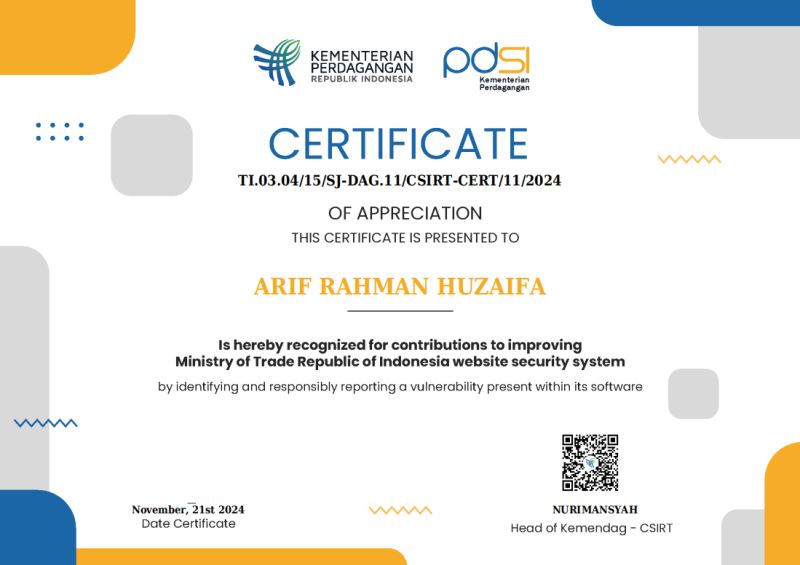 KEMENTERIAN
PERDAGANGAN
REPUBLIK INDONESIA
pdsi
Kementerian
Perdagangan
CERTIFICATE
TI.03.04/15/SJ-DAG.11/CSIRT-CERT/11/2024
OF APPRECIATION
THIS CERTIFICATE IS PRESENTED TO
ARIF RAHMAN HUZAIFA
Is hereby recognized for contributions to improving
Ministry of Trade Republic of Indonesia website security system
by identifying and responsibly reporting a vulnerability present within its software
November, 21st 2024
Date Certificate
NURIMANSYAH
Head of Kemendag - CSIRT